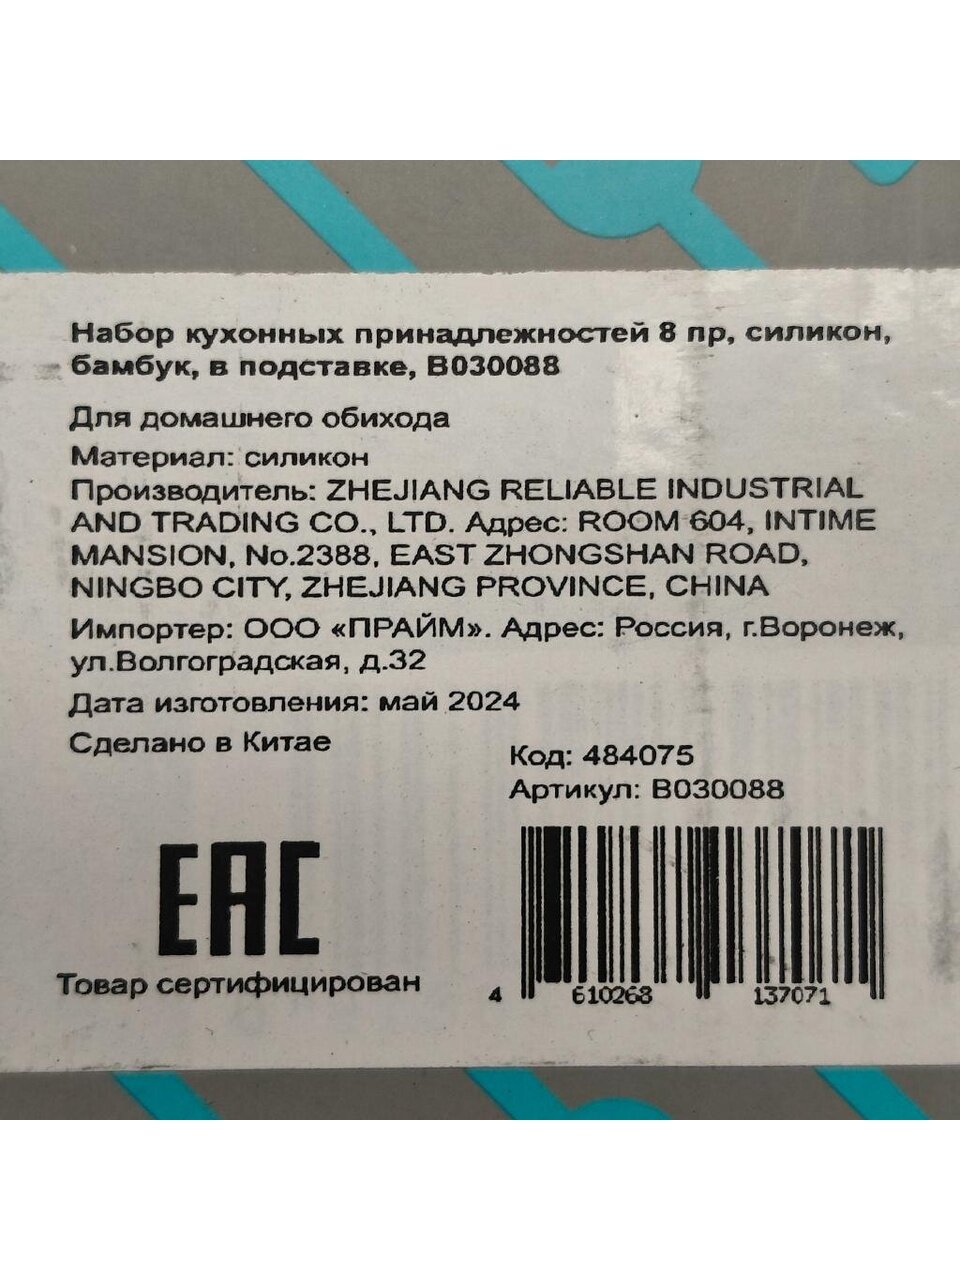 Набор кухонных принадлежностей 8 пр, силикон,
бамбук, в подставке, B030088
Для домашнего обихода
Материал: силикон
Производитель: ZHEJIANG RELIABLE INDUSTRIAL
AND TRADING CO., LTD. Адрес: ROOM 604, INTIME
MANSION, No.2388, EAST ZHONGSHAN ROAD,
NINGBO CITY, ZHEJIANG PROVINCE, CHINA
Импортер: ООО «ПРАЙМ». Адрес: Россия, г.Воронеж,
ул.Волгоградская, д.32
Дата изготовления: май 2024
Сделано в Китае
Код: 484075
Артикул: B030088
EAC
Товар сертифицирован
4 610268 137071